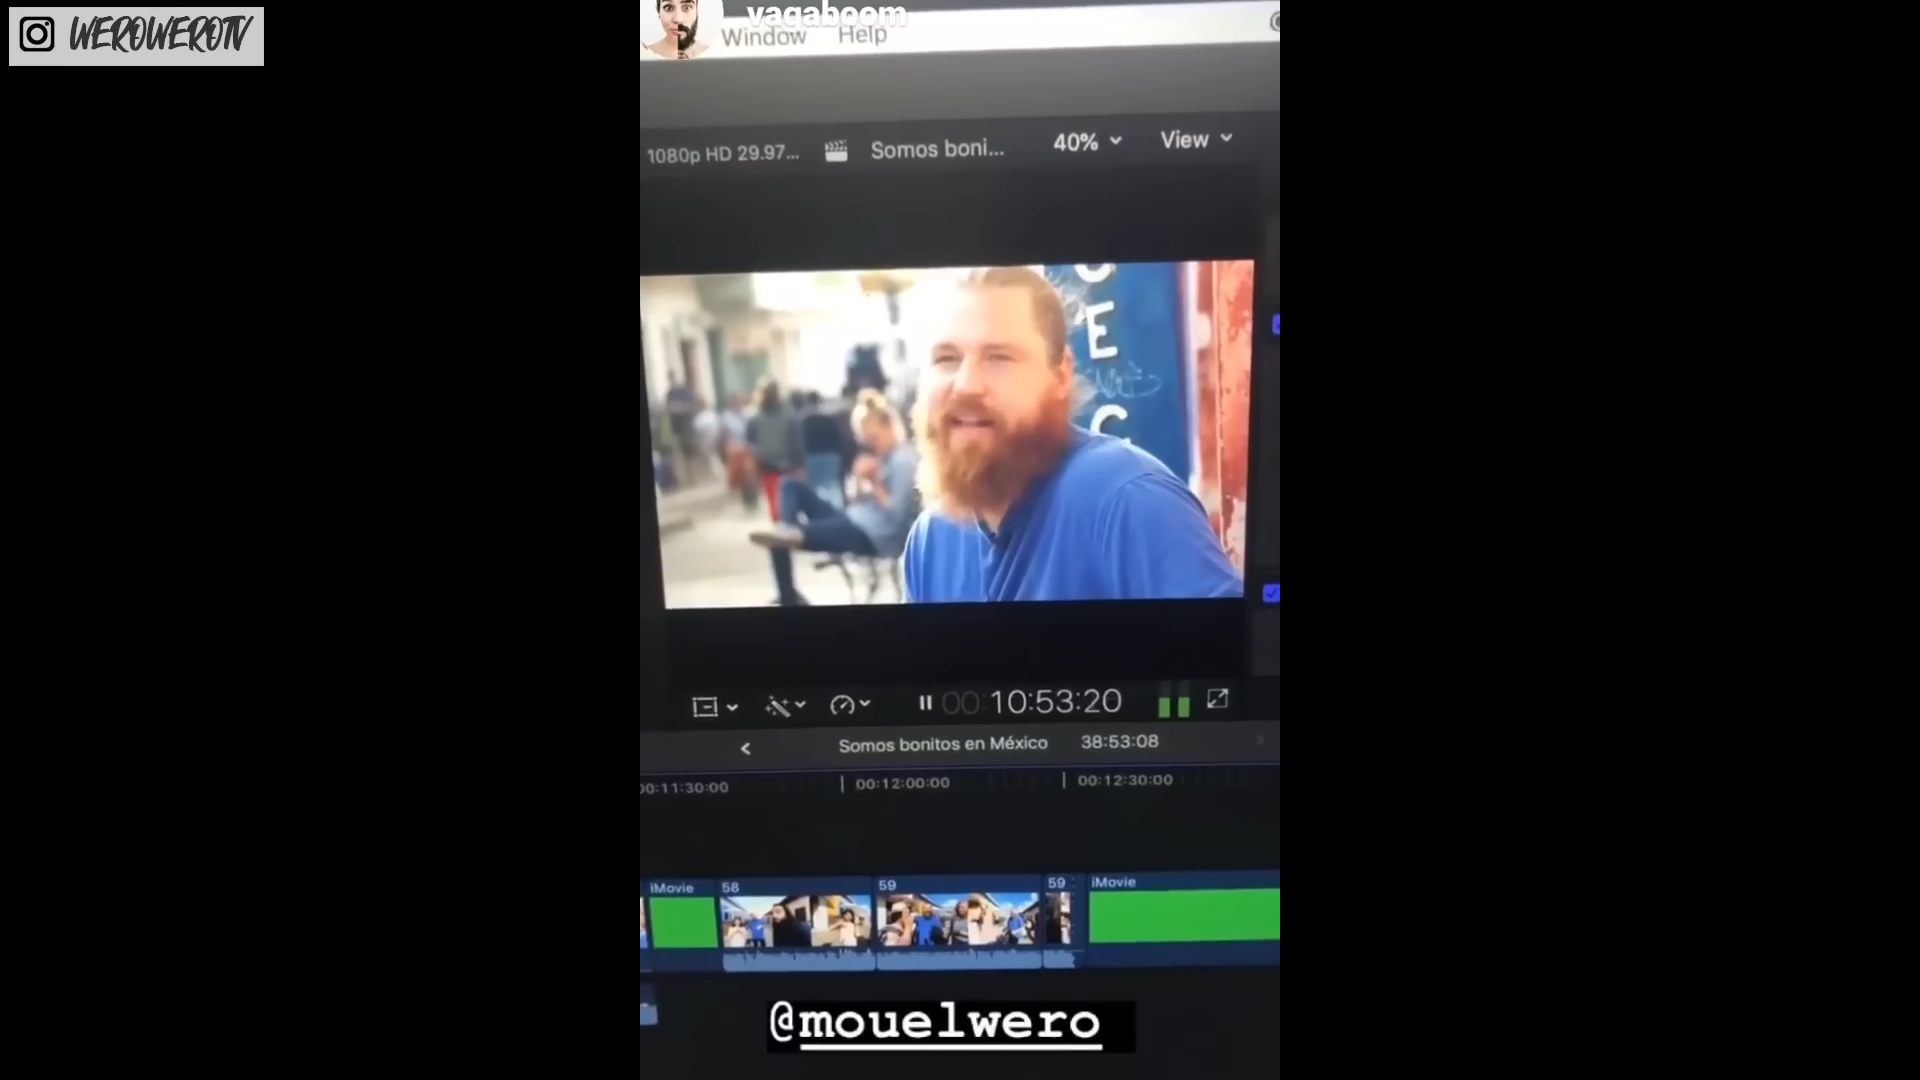 WEROWEROTV
vagaboom
Window Help
1080p HD 29.97... Somos boni... 40% View
E
C
00:10:53:20
Somos bonitos en México 38:53:08
00:11:30:00 00:12:00:00 00:12:30:00
iMovie 58 59 59 iMovie
@mouelwero